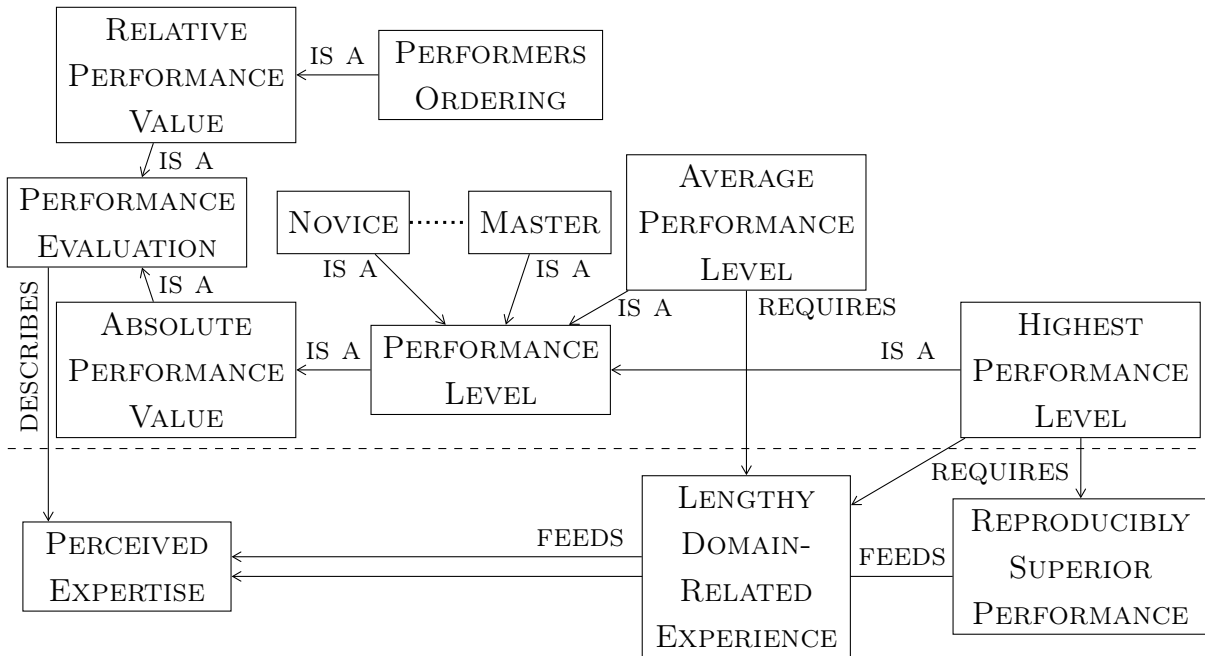 RELATIVE
PERFORMANCE
VALUE
IS A
PERFORMERS
ORDERING
IS A
PERFORMANCE
EVALUATION
NOVICE
MASTER
AVERAGE
PERFORMANCE
LEVEL
IS A
IS A
IS A
IS A
REQUIRES
DESCRIBES
ABSOLUTE
PERFORMANCE
VALUE
IS A
PERFORMANCE
LEVEL
IS A
HIGHEST
PERFORMANCE
LEVEL
REQUIRES
PERCEIVED
EXPERTISE
FEEDS
LENGTHY
DOMAIN-
RELATED
EXPERIENCE
FEEDS
REPRODUCIBLY
SUPERIOR
PERFORMANCE